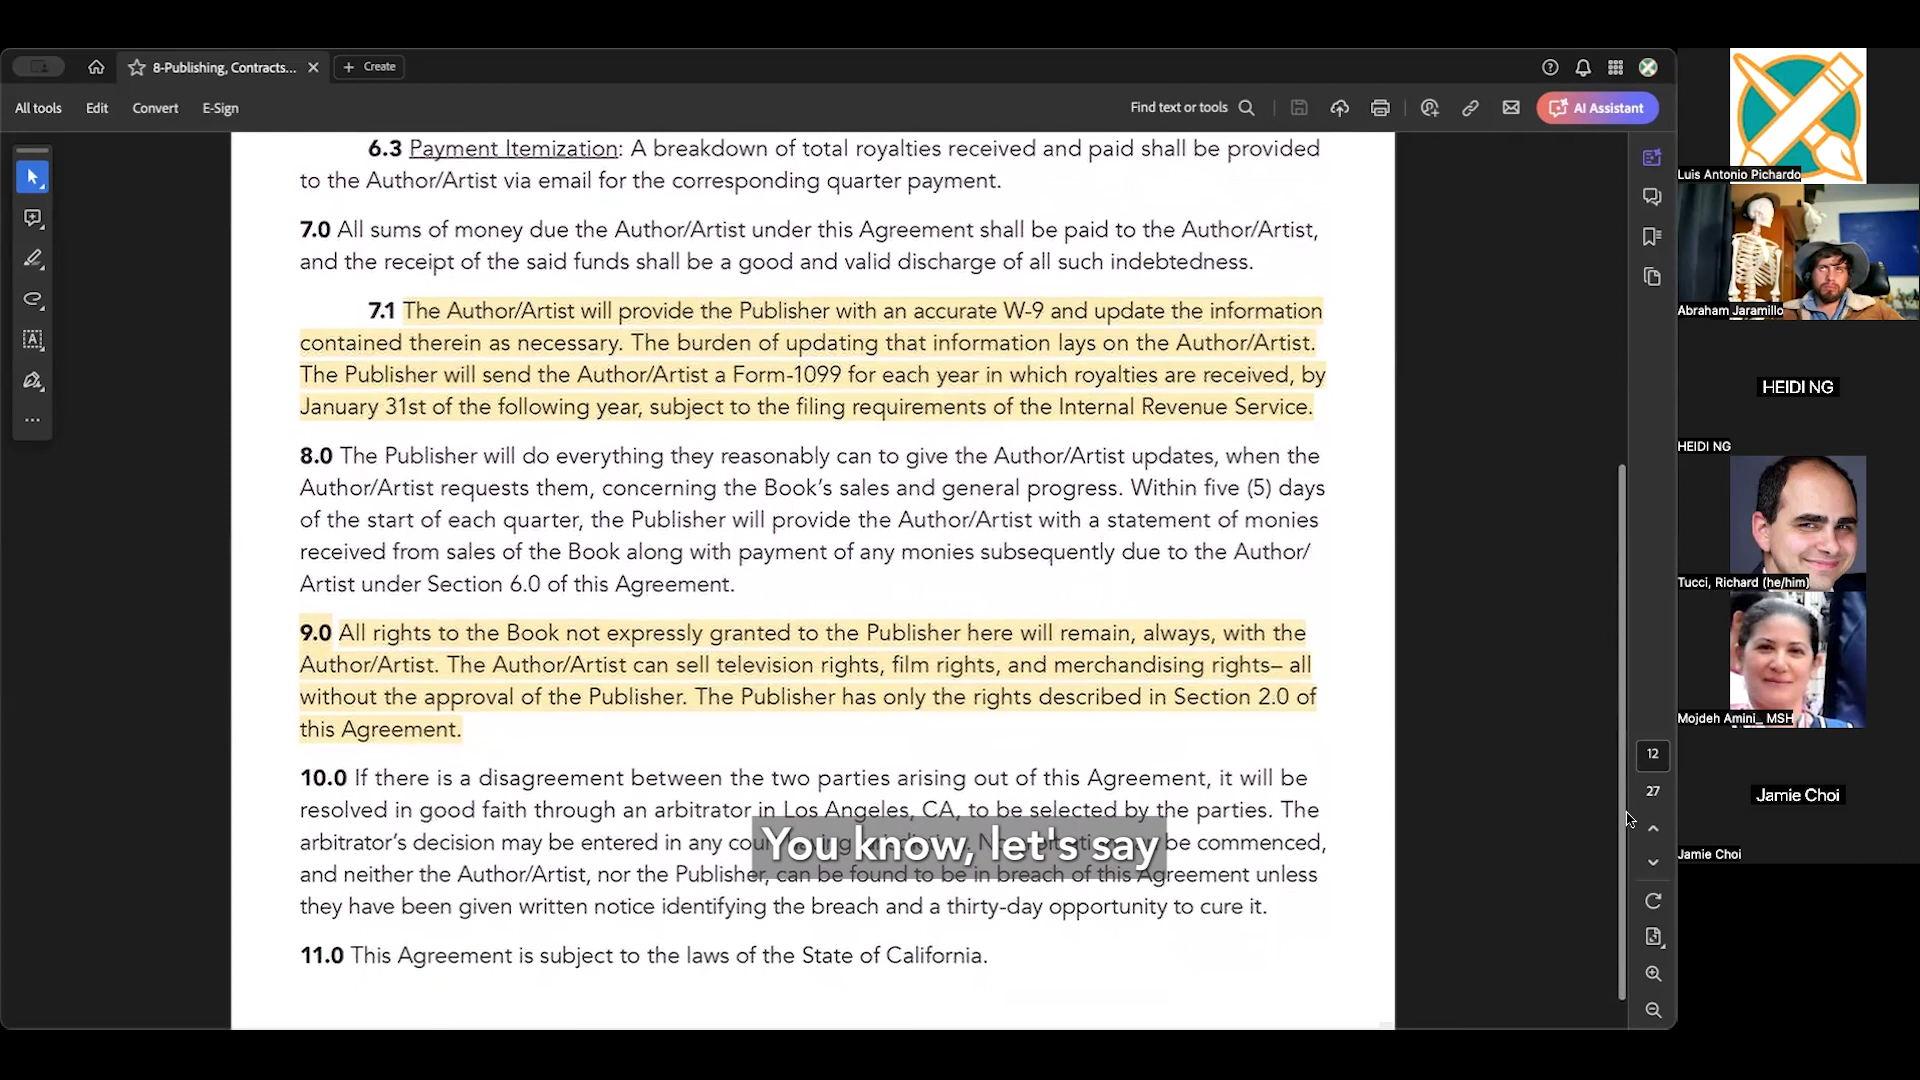 8-Publishing, Contracts...
Create
All tools
Edit
Convert
E-Sign
Find text or tools
AI Assistant
6.3 Payment Itemization: A breakdown of total royalties received and paid shall be provided
to the Author/Artist via email for the corresponding quarter payment.
7.0 All sums of money due the Author/Artist under this Agreement shall be paid to the Author/Artist,
and the receipt of the said funds shall be a good and valid discharge of all such indebtedness.
7.1 The Author/Artist will provide the Publisher with an accurate W-9 and update the information
contained therein as necessary. The burden of updating that information lays on the Author/Artist.
The Publisher will send the Author/Artist a Form-1099 for each year in which royalties are received, by
January 31st of the following year, subject to the filing requirements of the Internal Revenue Service.
8.0 The Publisher will do everything they reasonably can to give the Author/Artist updates, when the
Author/Artist requests them, concerning the Book's sales and general progress. Within five (5) days
of the start of each quarter, the Publisher will provide the Author/Artist with a statement of monies
received from sales of the Book along with payment of any monies subsequently due to the Author/
Artist under Section 6.0 of this Agreement.
9.0 All rights to the Book not expressly granted to the Publisher here will remain, always, with the
Author/Artist. The Author/Artist can sell television rights, film rights, and merchandising rights– all
without the approval of the Publisher. The Publisher has only the rights described in Section 2.0 of
this Agreement.
10.0 If there is a disagreement between the two parties arising out of this Agreement, it will be
resolved in good faith through an arbitrator in Los Angeles, CA, to be selected by the parties. The
arbitrator's decision may be entered in any be commenced,
and neither the Author/Artist, nor the Publisher, can be found to be in breach of this Agreement unless
they have been given written notice identifying the breach and a thirty-day opportunity to cure it.
11.0 This Agreement is subject to the laws of the State of California.
You know, let's say
12
27
Luis Antonio Pichardo
Abraham Jaramillo
HEIDI NG
HEIDI NG
Tucci, Richard (he/him)
Mojdeh Amini_ MSH
Jamie Choi
Jamie Choi